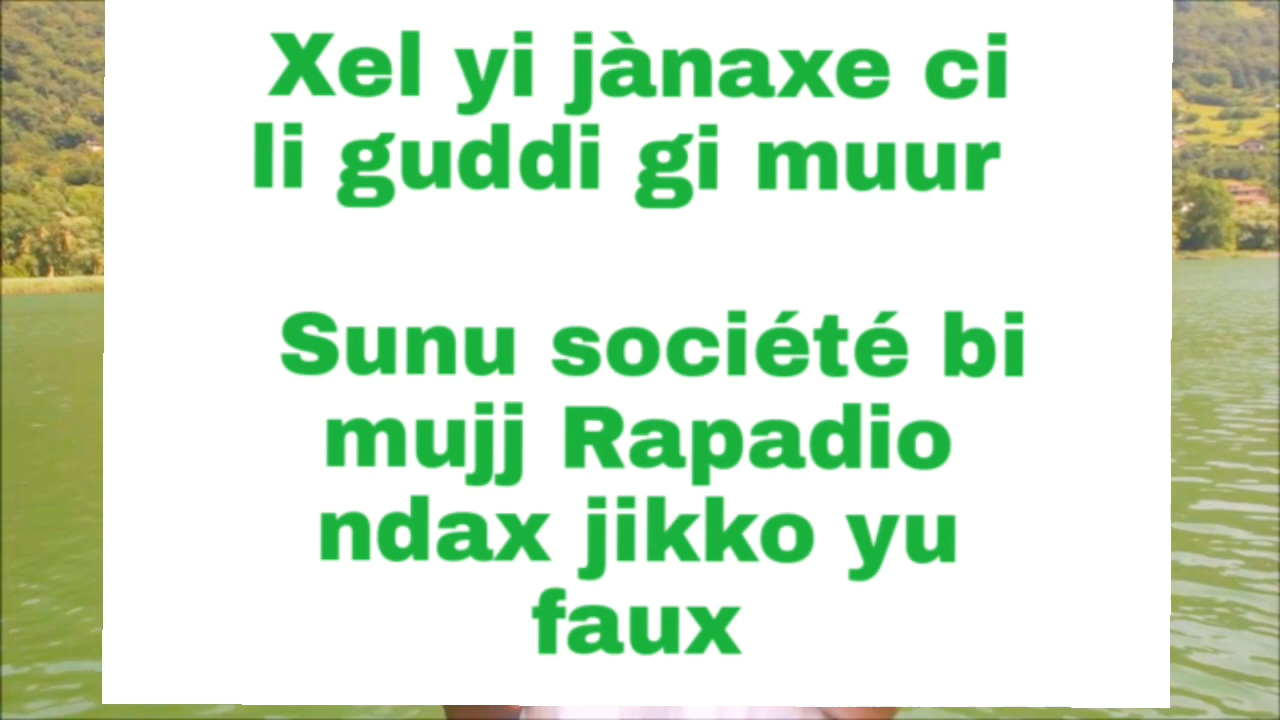 Xel yi jànaxe ci
li guddi gi muur
Sunu société bi
mujj Rapadio
ndax jikko yu
faux